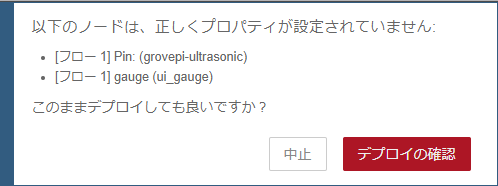 以下のノードは、正しくプロパティが設定されていません:
[フロー 1] Pin: (grovepi-ultrasonic)
[フロー 1] gauge (ui_gauge)
このままデプロイしても良いですか？
中止
デプロイの確認